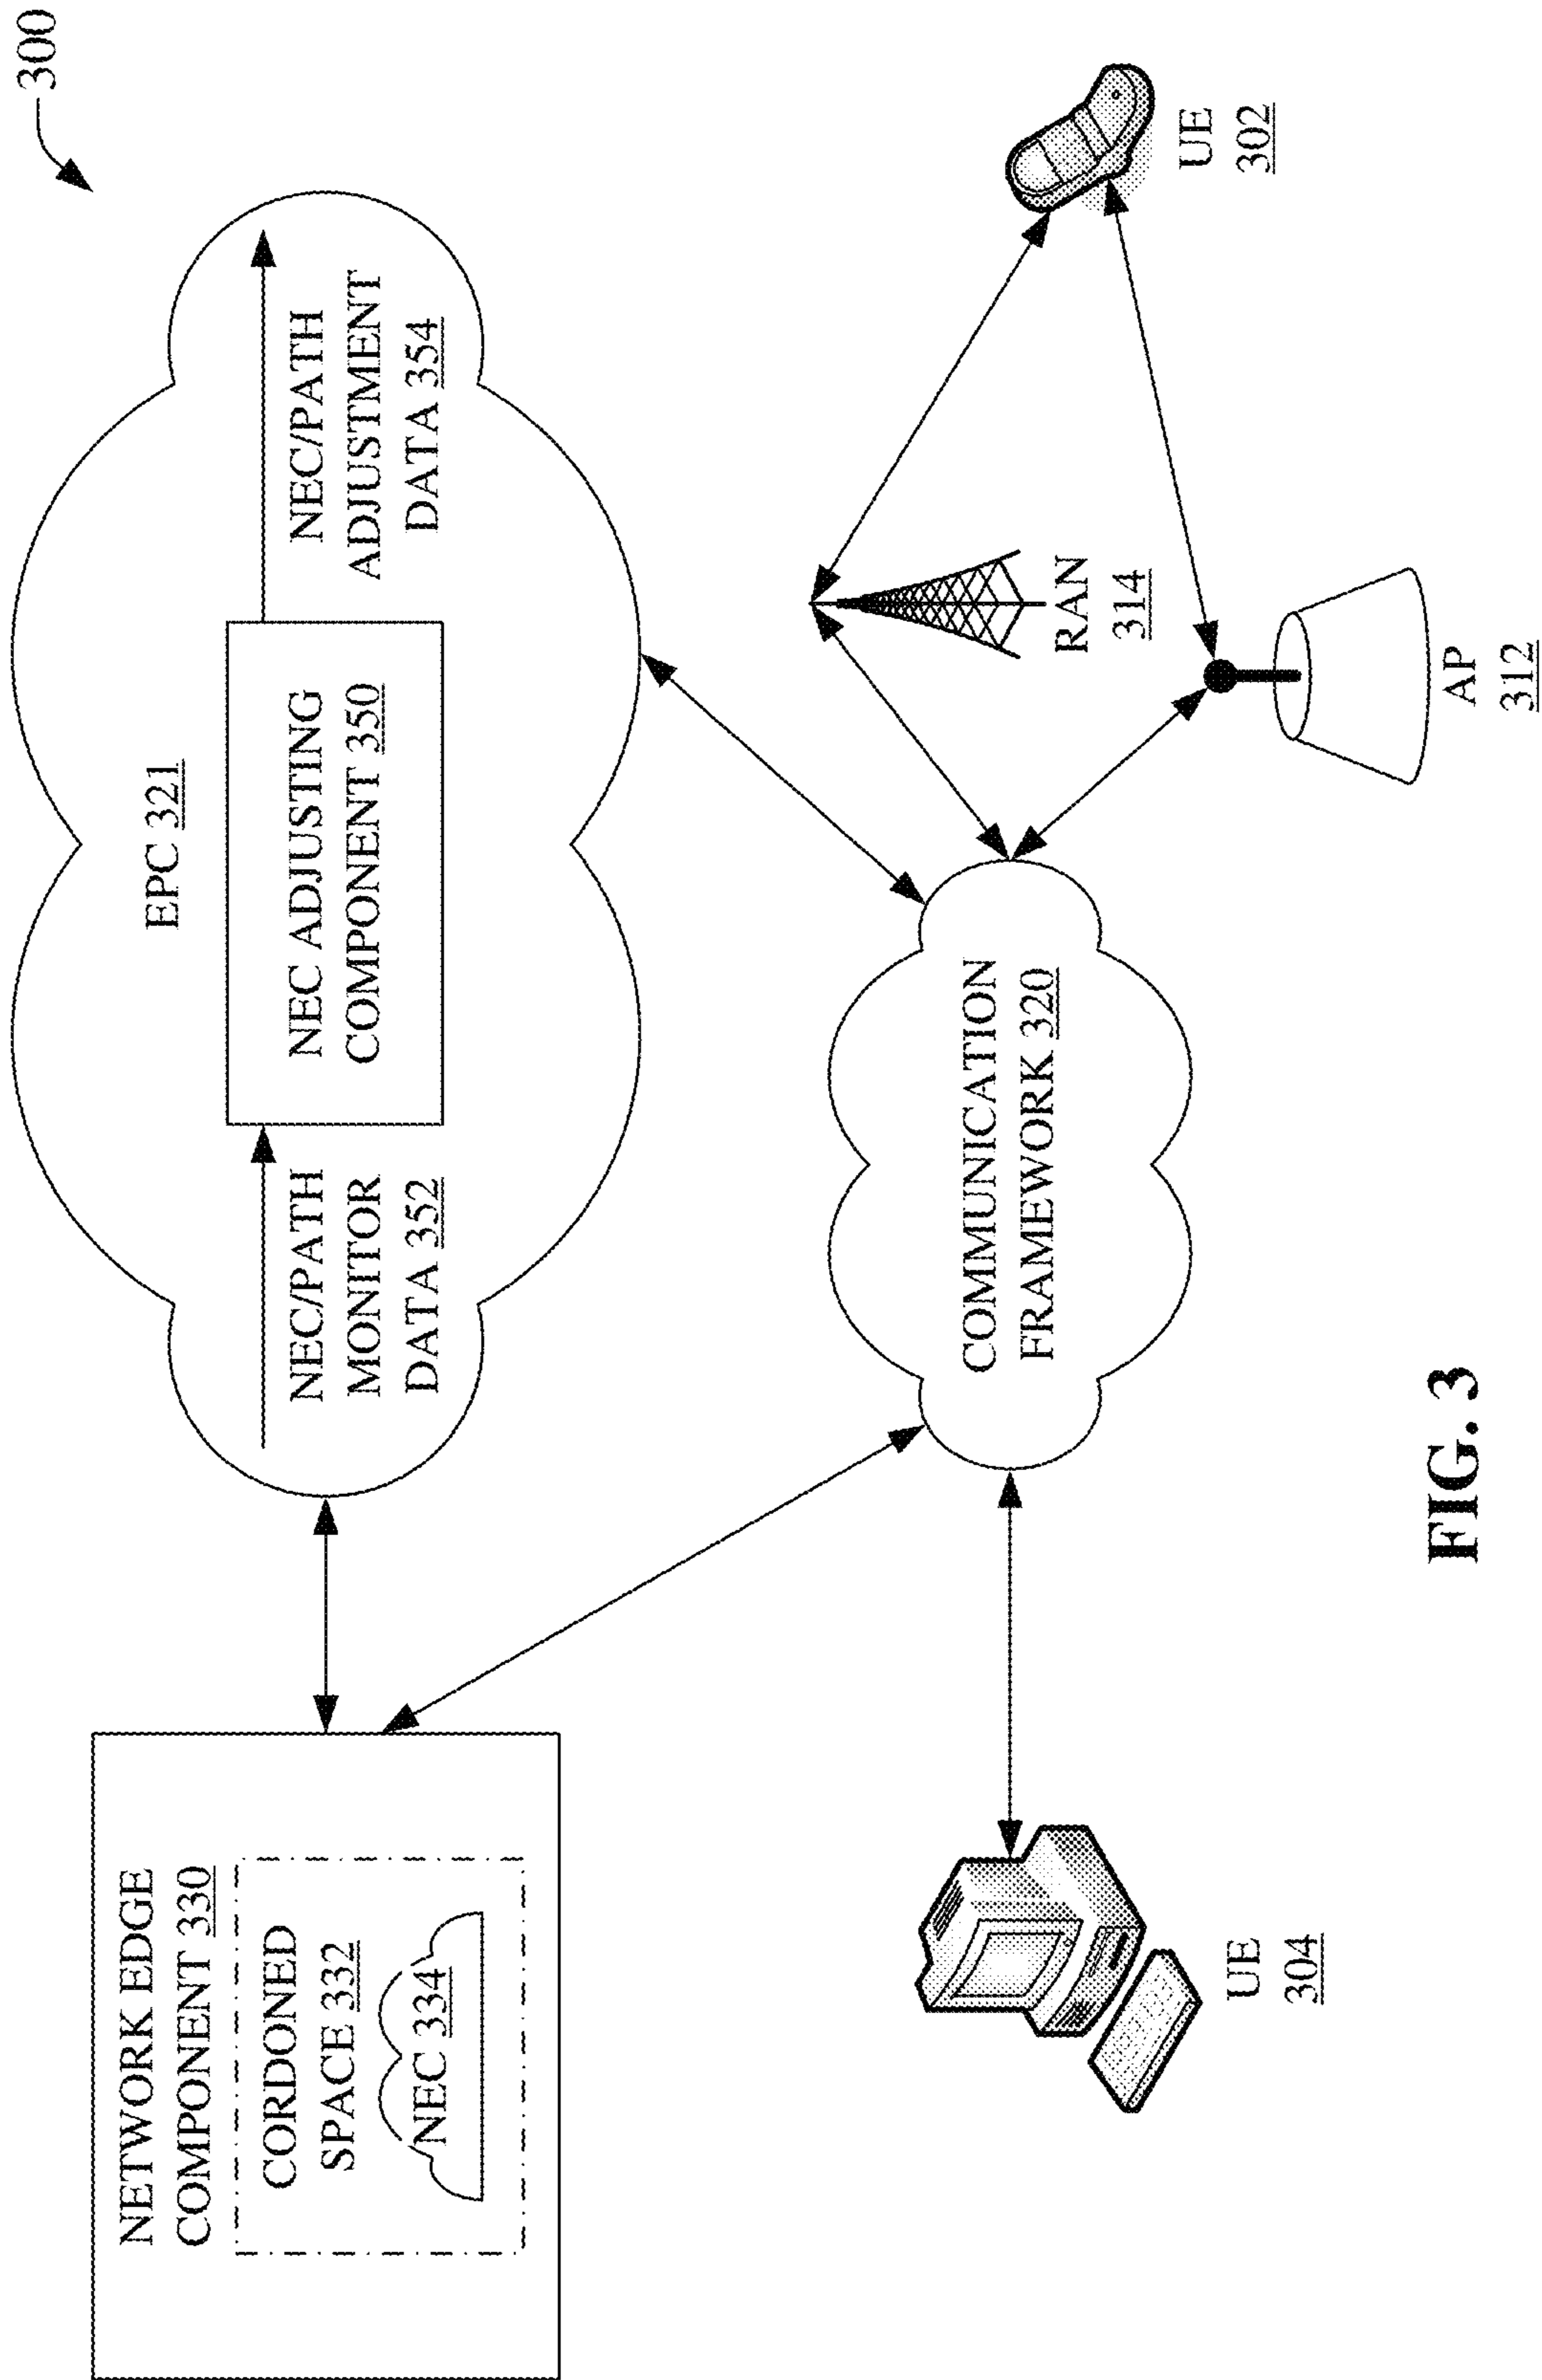 300
NETWORK EDGE
COMPONENT 330
CORDONED
SPACE 332
NEC 334
EPC 321
NEC/PATH
MONITOR
DATA 352
NEC ADJUSTING
COMPONENT 350
NEC/PATH
ADJUSTMENT
DATA 354
COMMUNICATION
FRAMEWORK 320
RAN
314
UE
302
UE
304
AP
312
FIG. 3